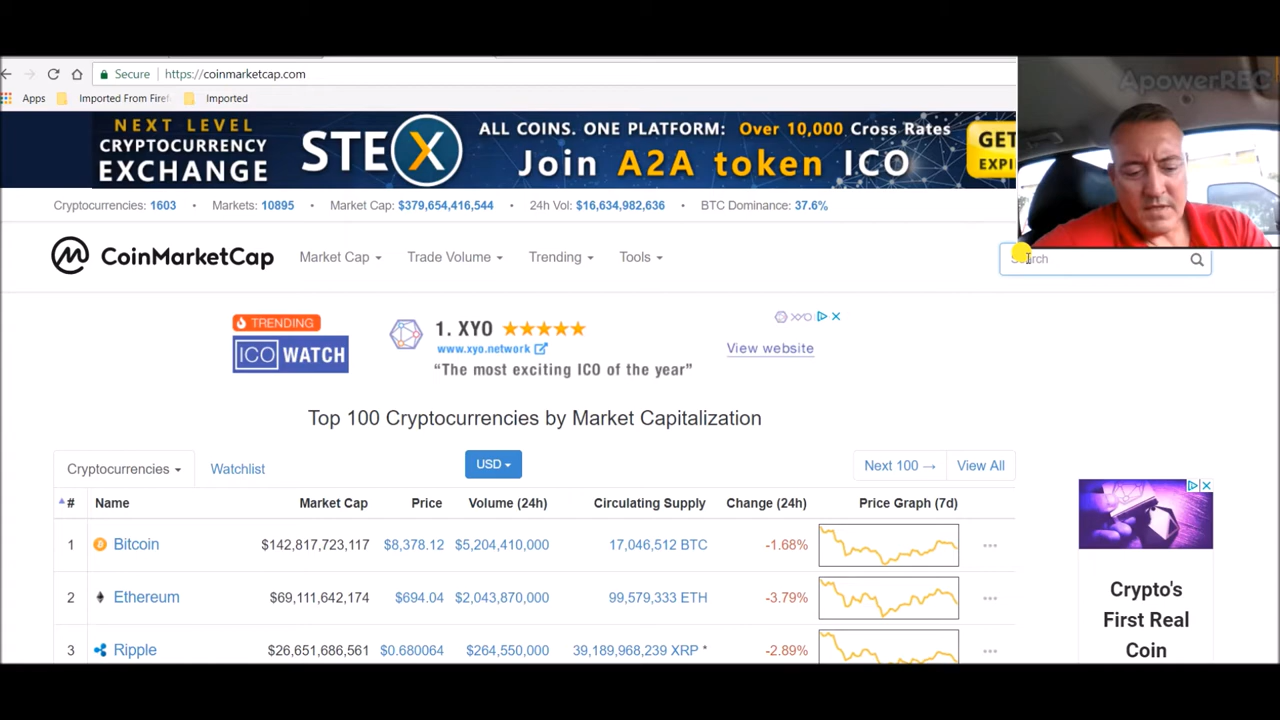 ApowerREC
Secure https://coinmarketcap.com
Apps Imported From Firef Imported
NEXT LEVEL
CRYPTOCURRENCY
EXCHANGE
STEX
ALL COINS. ONE PLATFORM: Over 10,000 Cross Rates
Join A2A token ICO
GET
EXPI
Cryptocurrencies: 1603 • Markets: 10895 • Market Cap: $379,654,416,544 • 24h Vol: $16,634,982,636 • BTC Dominance: 37.6%
CoinMarketCap Market Cap Trade Volume Trending Tools Search
TRENDING
ICO WATCH
1. XYO
www.xyo.network
"The most exciting ICO of the year"
XYO
View website
Top 100 Cryptocurrencies by Market Capitalization
Cryptocurrencies Watchlist USD Next 100 → View All
# Name Market Cap Price Volume (24h) Circulating Supply Change (24h) Price Graph (7d)
1 Bitcoin $142,817,723,117 $8,378.12 $5,204,410,000 17,046,512 BTC -1.68%
2 Ethereum $69,111,642,174 $694.04 $2,043,870,000 99,579,333 ETH -3.79%
3 Ripple $26,651,686,561 $0.680064 $264,550,000 39,189,968,239 XRP * -2.89%
Crypto's
First Real
Coin